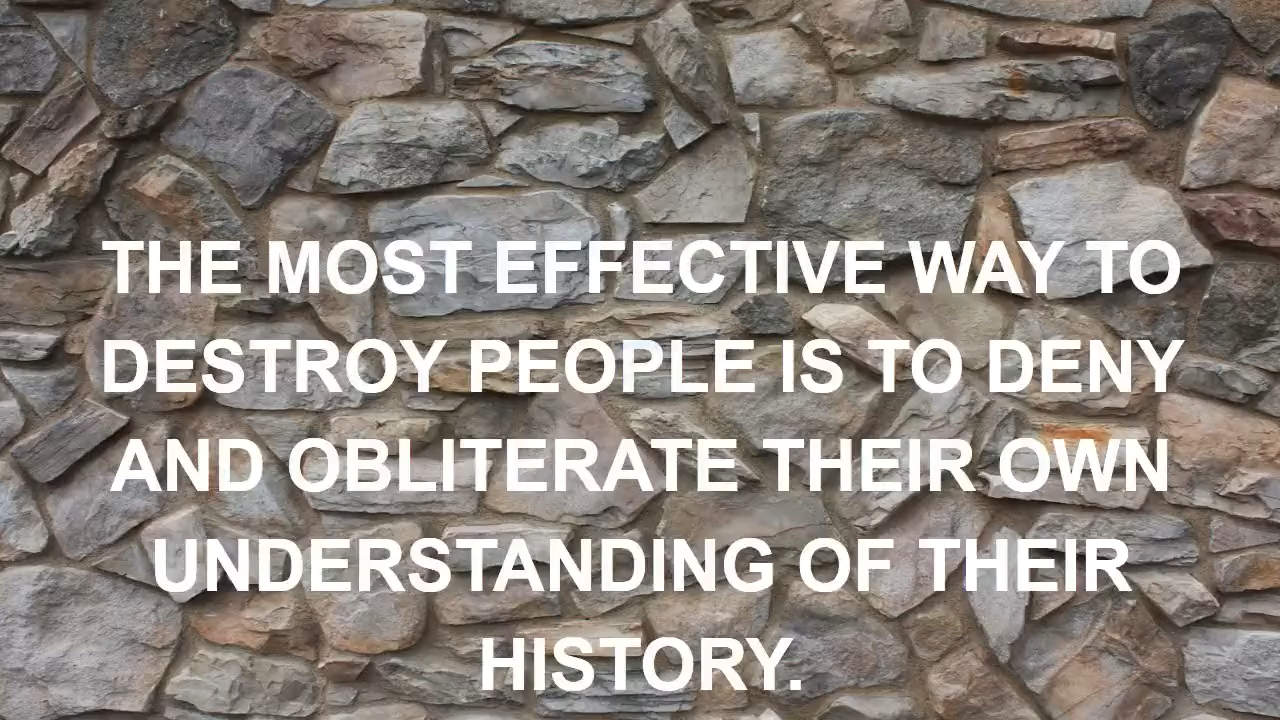 THE MOST EFFECTIVE WAY TO
DESTROY PEOPLE IS TO DENY
AND OBLITERATE THEIR OWN
UNDERSTANDING OF THEIR
HISTORY.